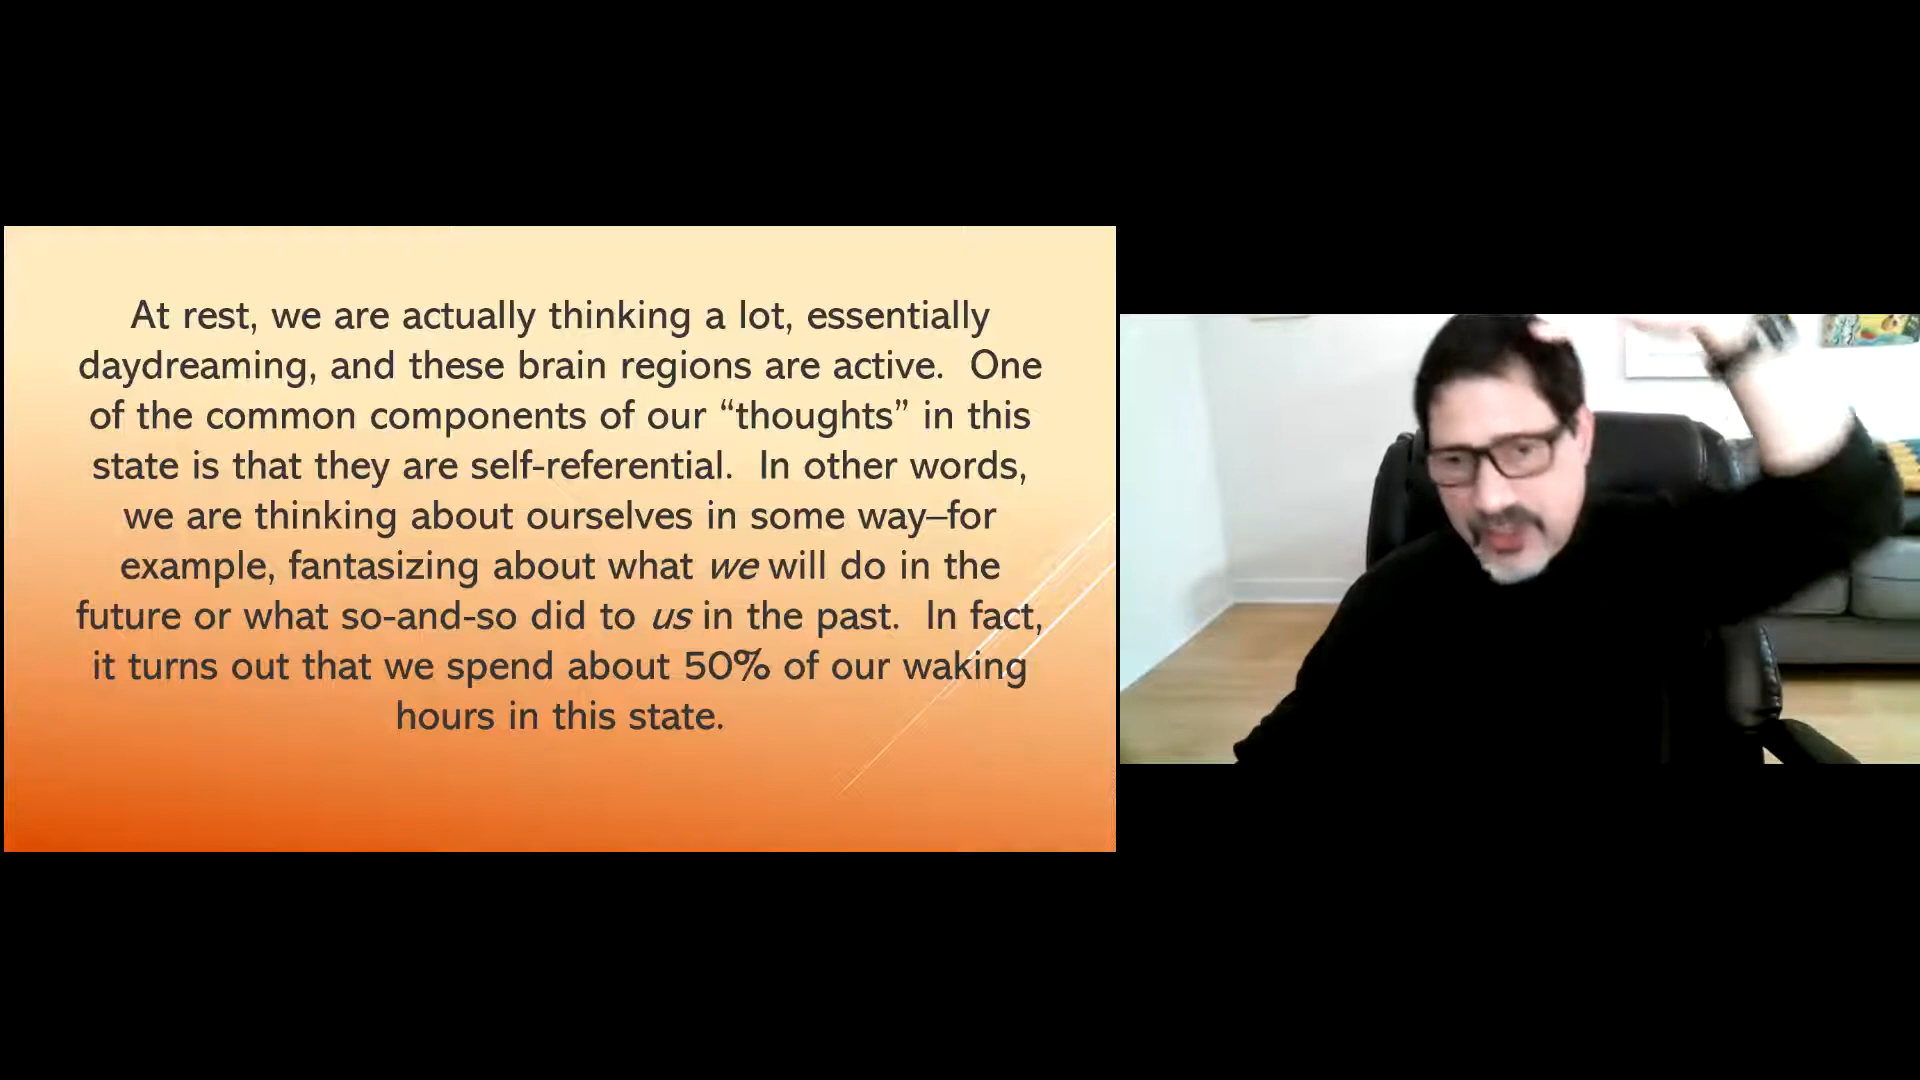 At rest, we are actually thinking a lot, essentially
daydreaming, and these brain regions are active.  One
of the common components of our “thoughts” in this
state is that they are self-referential.  In other words,
we are thinking about ourselves in some way–for
example, fantasizing about what we will do in the
future or what so-and-so did to us in the past.  In fact,
it turns out that we spend about 50% of our waking
hours in this state.